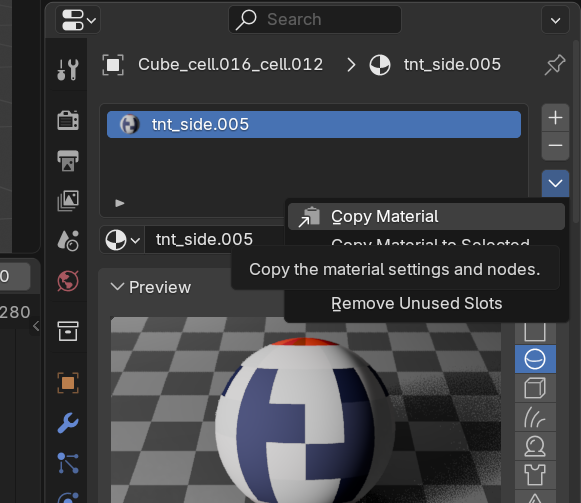 Search
Cube_cell.016_cell.012 > tnt_side.005
tnt_side.005
Copy Material
tnt_side.005
Copy Material to Selected
Copy the material settings and nodes.
0
Preview
Remove Unused Slots
280